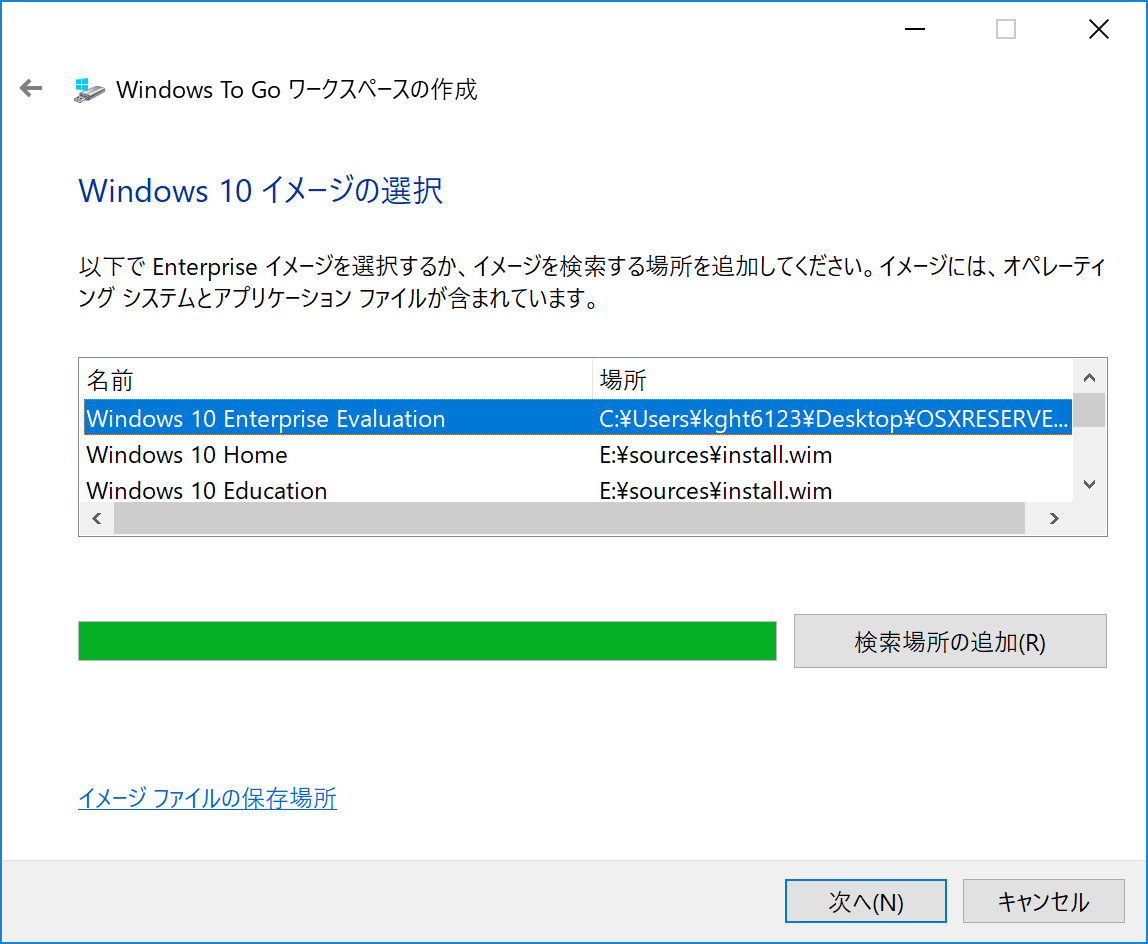 Windows To Go ワークスペースの作成
Windows 10 イメージの選択
以下で Enterprise イメージを選択するか、イメージを検索する場所を追加してください。イメージには、オペレーティ
ング システムとアプリケーション ファイルが含まれています。
名前 場所
Windows 10 Enterprise Evaluation C:¥Users¥kght6123¥Desktop¥OSXRESERVE...
Windows 10 Home E:¥sources¥install.wim
Windows 10 Education E:¥sources¥install.wim
検索場所の追加(R)
イメージ ファイルの保存場所
次へ(N) キャンセル